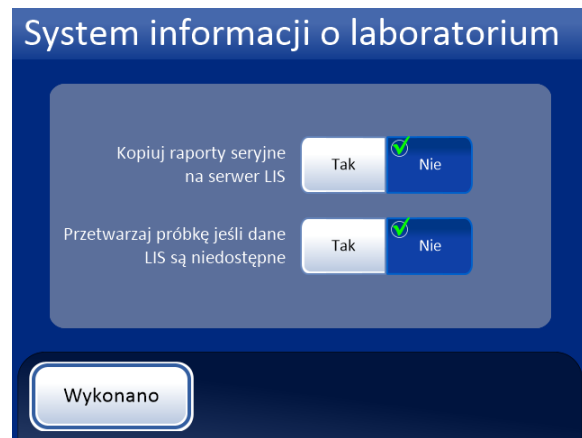 System informacji o laboratorium
Kopiuj raporty seryjne
na serwer LIS
Tak
Nie
Przetwarzaj próbkę jeśli dane
LIS są niedostępne
Tak
Nie
Wykonano